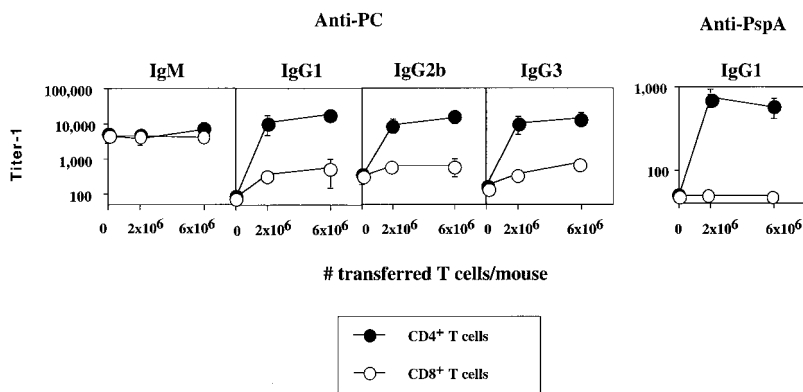 Anti-PC
Anti-PspA
IgM
IgG1
IgG2b
IgG3
IgG1
Titer-1
100,000
10,000
1,000
100
1,000
100
0 2x10⁶ 6x10⁶
0 2x10⁶ 6x10⁶
0 2x10⁶ 6x10⁶
0 2x10⁶ 6x10⁶
0 2x10⁶ 6x10⁶
# transferred T cells/mouse
CD4⁺ T cells
CD8⁺ T cells